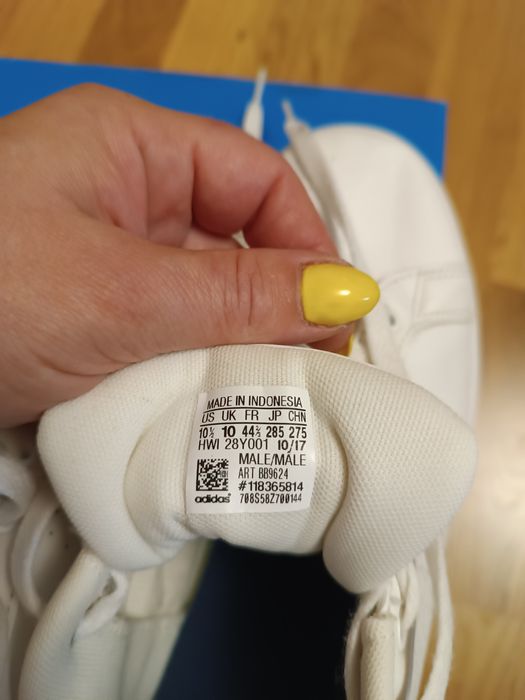 MADE IN INDONESIA
US UK FR JP CHN
10½ 10 44⅔ 285 275
HWI 28Y001 10/17
MALE/MÂLE
ART BB9624
#118365814
adidas® 708S58Z700144